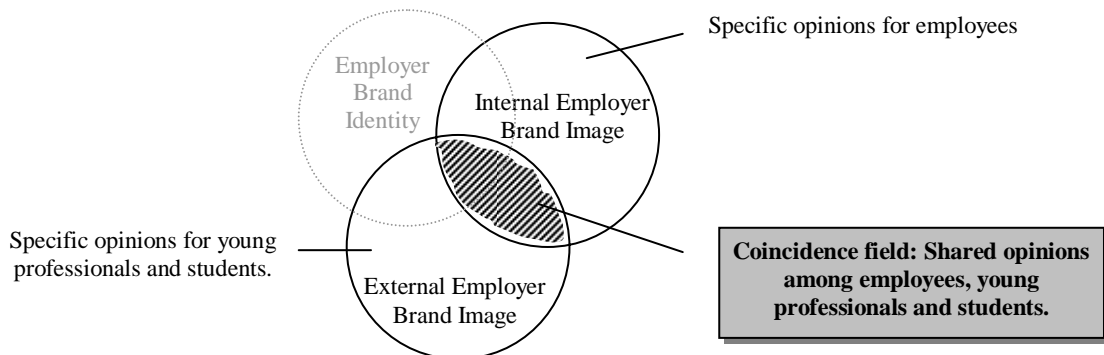 Specific opinions for employees
Employer
Brand
Identity
Internal Employer
Brand Image
Specific opinions for young
professionals and students.
External Employer
Brand Image
Coincidence field: Shared opinions
among employees, young
professionals and students.